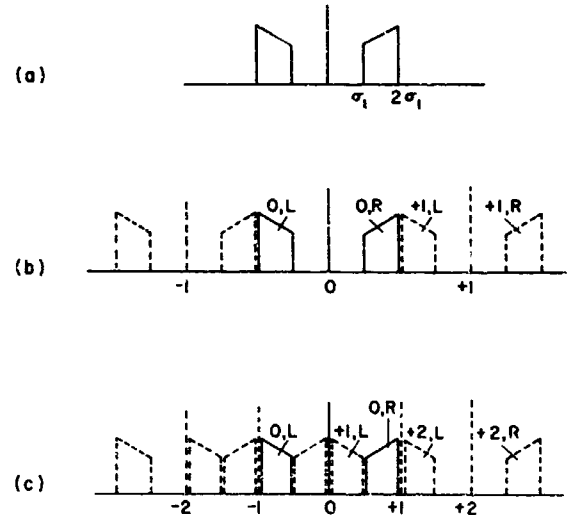 (a)
σ₁ 2σ₁
(b)
0,L 0,R +1,L +1,R
-1 0 +1
(c)
0,R
0,L +1,L +2,L +2,R
-2 -1 0 +1 +2